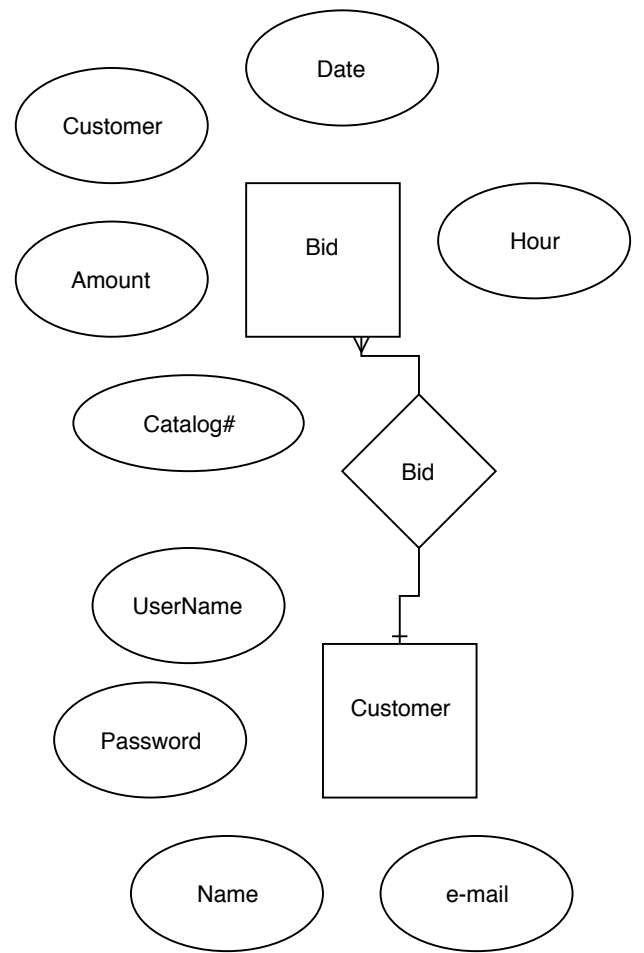 Date
Customer
Bid
Hour
Amount
Catalog#
Bid
UserName
Customer
Password
Name
e-mail